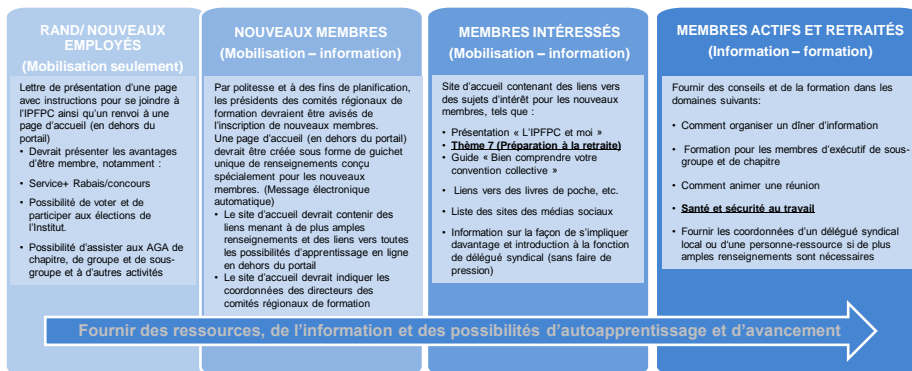 RAND/ NOUVEAUX
EMPLOYÉS
(Mobilisation seulement)
Lettre de présentation d'une page
avec instructions pour se joindre à
l'IPFPC ainsi qu'un renvoi à une
page d'accueil (en dehors du
portail)
• Devrait présenter les avantages
d'être membre, notamment :
• Service+ Rabais/concours
• Possibilité de voter et de
participer aux élections de
l'Institut.
• Possibilité d'assister aux AGA de
chapitre, de groupe et de sous-
groupe et à d'autres activités
NOUVEAUX MEMBRES
(Mobilisation – information)
Par politesse et à des fins de planification,
les présidents des comités régionaux de
formation devraient être avisés de
l'inscription de nouveaux membres.
Une page d'accueil (en dehors du portail)
devrait être créée sous forme de guichet
unique de renseignements conçu
spécialement pour les nouveaux
membres. (Message électronique
automatique)
• Le site d'accueil devrait contenir des
liens menant à de plus amples
renseignements et des liens vers toutes
les possibilités d'apprentissage en ligne
en dehors du portail
• Le site d'accueil devrait indiquer les
coordonnées des directeurs des
comités régionaux de formation
MEMBRES INTÉRESSÉS
(Mobilisation – information)
Site d'accueil contenant des liens vers
des sujets d'intérêt pour les nouveaux
membres, tels que :
• Présentation « L'IPFPC et moi »
• Thème 7 (Préparation à la retraite)
• Guide « Bien comprendre votre
convention collective »
• Liens vers des livres de poche, etc.
• Liste des sites des médias sociaux
• Information sur la façon de s'impliquer
davantage et introduction à la fonction
de délégué syndical (sans faire de
pression)
MEMBRES ACTIFS ET RETRAITÉS
(Information – formation)
Fournir des conseils et de la formation dans les
domaines suivants:
• Comment organiser un dîner d'information
• Formation pour les membres d'exécutif de sous-
groupe et de chapitre
• Comment animer une réunion
• Santé et sécurité au travail
• Fournir les coordonnées d'un délégué syndical
local ou d'une personne-ressource si de plus
amples renseignements sont nécessaires
Fournir des ressources, de l'information et des possibilités d'autoapprentissage et d'avancement